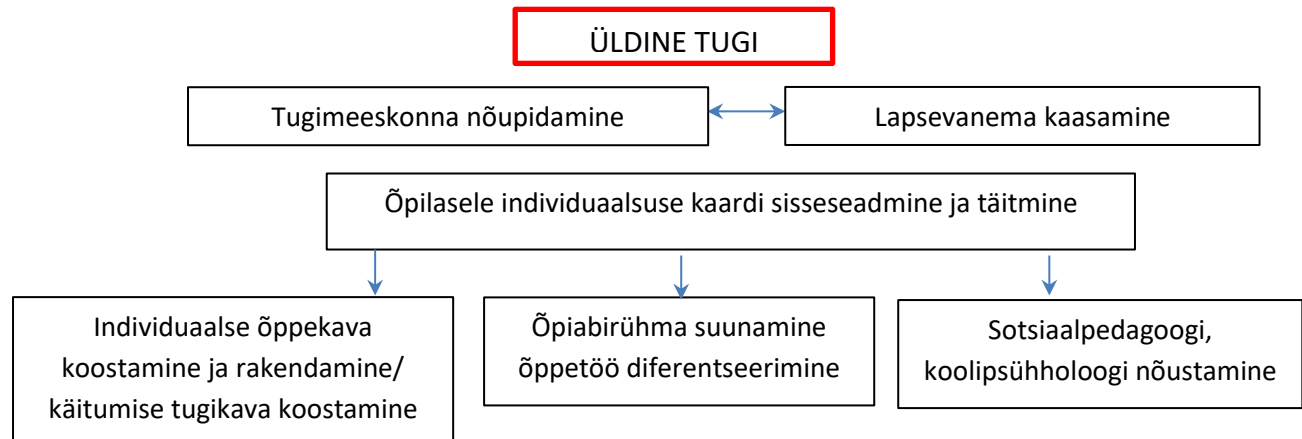 ÜLDINE TUGI
Tugimeeskonna nõupidamine
Lapsevanema kaasamine
Õpilasele individuaalsuse kaardi sisseseadmine ja täitmine
Individuaalse õppekava
koostamine ja rakendamine/
käitumise tugikava koostamine
Õpiabirühma suunamine
õppetöö diferentseerimine
Sotsiaalpedagoogi,
koolipsühholoogi nõustamine